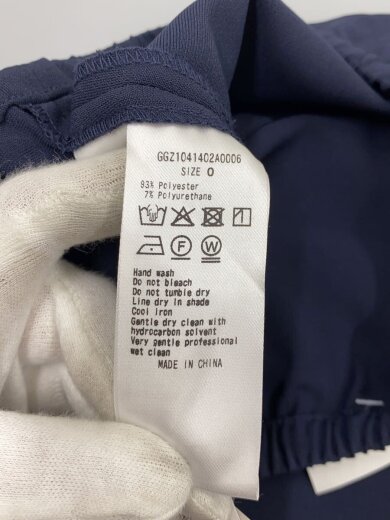 GGZ1041402A0006
SIZE 0
93% Polyester
7% Polyurethane
F W
Hand wash
Do not bleach
Do not tumble dry
Line dry in shade
Cool iron
Gentle dry clean with
hydrocarbon solvent
Very gentle professional
wet clean
MADE IN CHINA